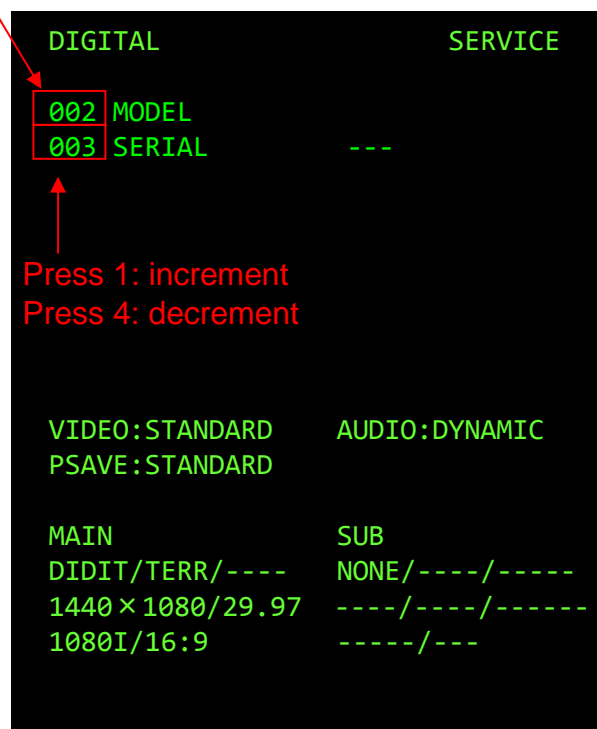 DIGITAL SERVICE
002 MODEL
003 SERIAL ---
Press 1: increment
Press 4: decrement
VIDEO:STANDARD AUDIO:DYNAMIC
PSAVE:STANDARD
MAIN SUB
DIDIT/TERR/---- NONE/----/-----
1440×1080/29.97 ----/----/------
1080I/16:9 -----/---